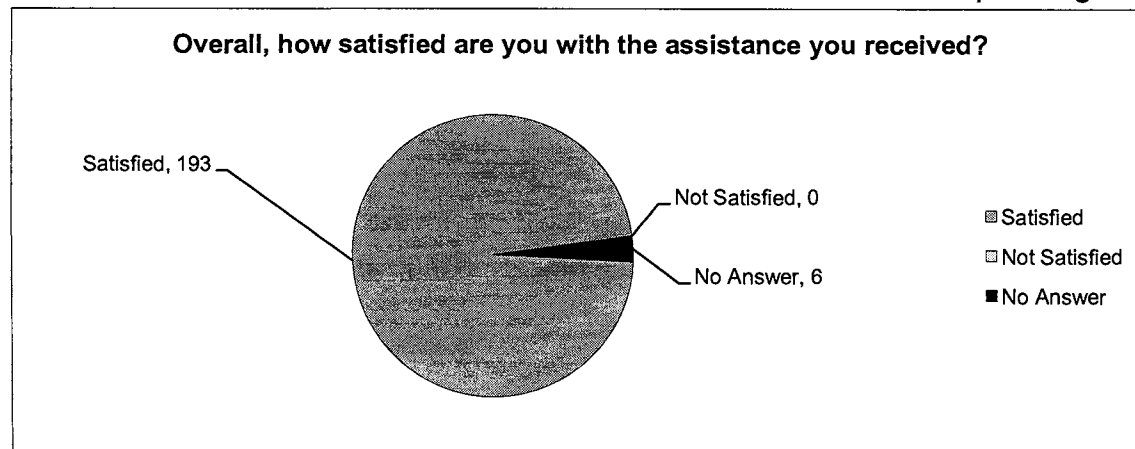 Overall, how satisfied are you with the assistance you received?
Satisfied, 193
Not Satisfied, 0
No Answer, 6
Satisfied
Not Satisfied
No Answer